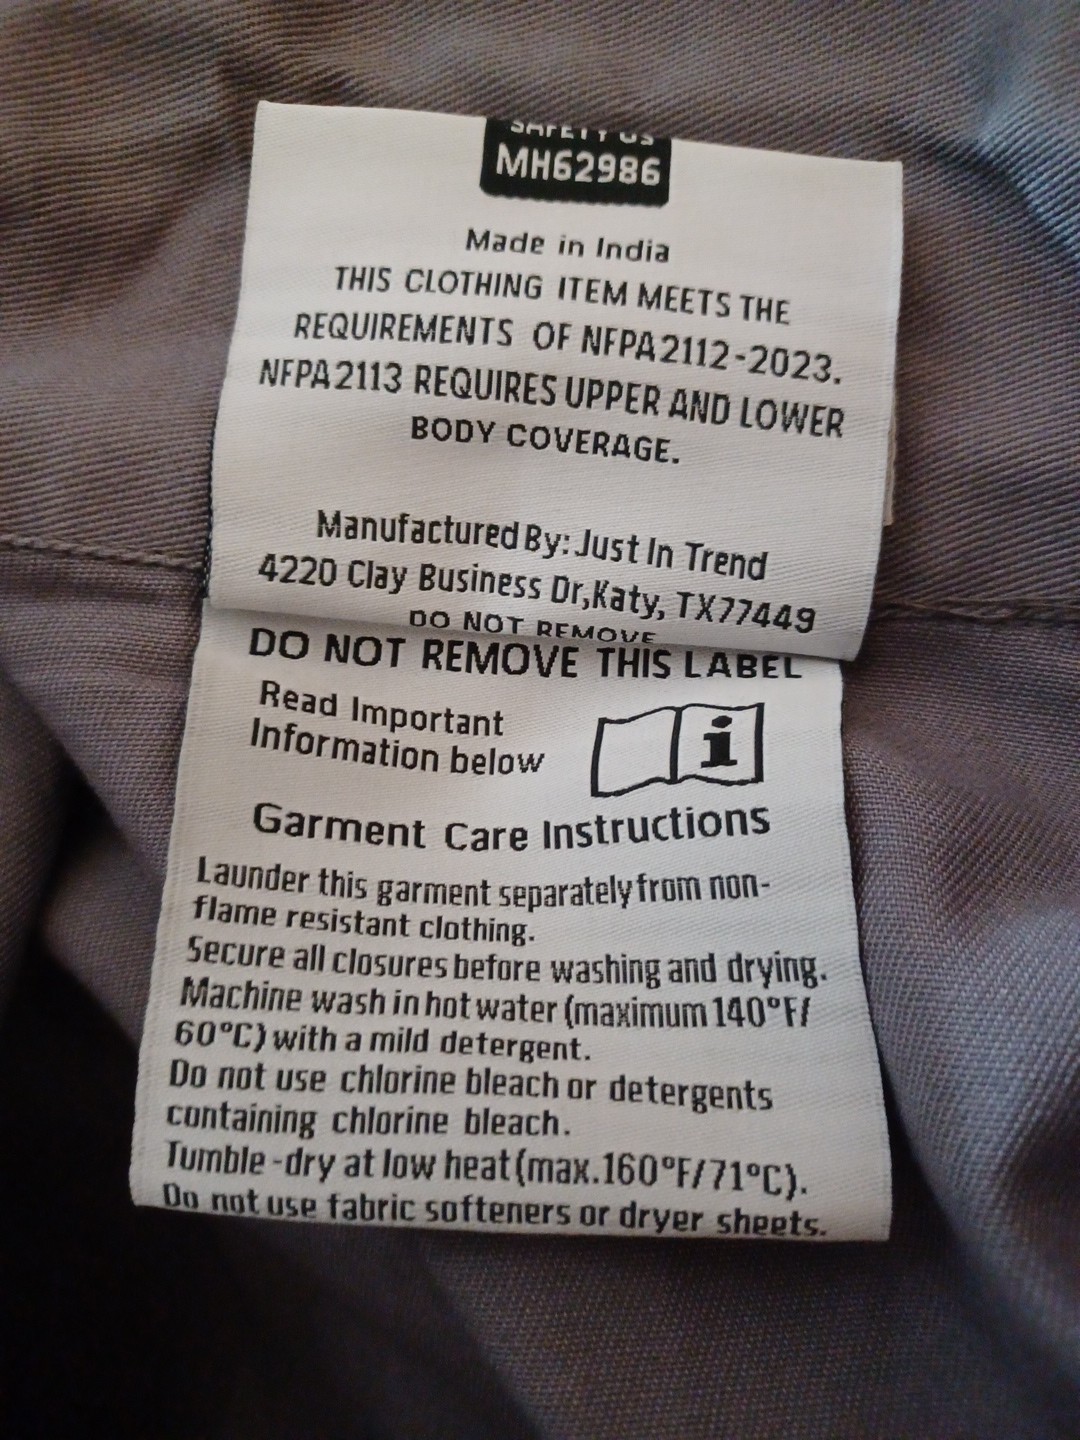 SAFETY US
MH62986
Made in India
THIS CLOTHING ITEM MEETS THE
REQUIREMENTS OF NFPA2112-2023.
NFPA2113 REQUIRES UPPER AND LOWER
BODY COVERAGE.
Manufactured By: Just In Trend
4220 Clay Business Dr,Katy, TX77449
DO NOT REMOVE
DO NOT REMOVE THIS LABEL
Read Important
Information below
i
Garment Care Instructions
Launder this garment separately from non-
flame resistant clothing.
Secure all closures before washing and drying.
Machine wash in hot water (maximum 140°F/
60°C) with a mild detergent.
Do not use chlorine bleach or detergents
containing chlorine bleach.
Tumble-dry at low heat (max.160°F/71°C).
Do not use fabric softeners or dryer sheets.